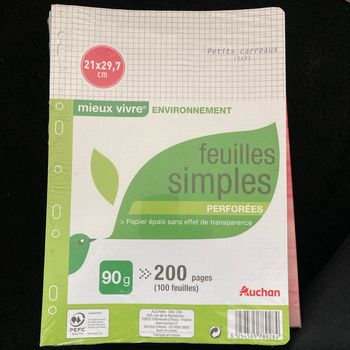 Petits carreaux
(5x5)
21x29,7
cm
mieux vivre® ENVIRONNEMENT
feuilles
simples
PERFORÉES
> Papier épais sans effet de transparence
90g
200 pages
(100 feuilles)
Auchan
PEFC